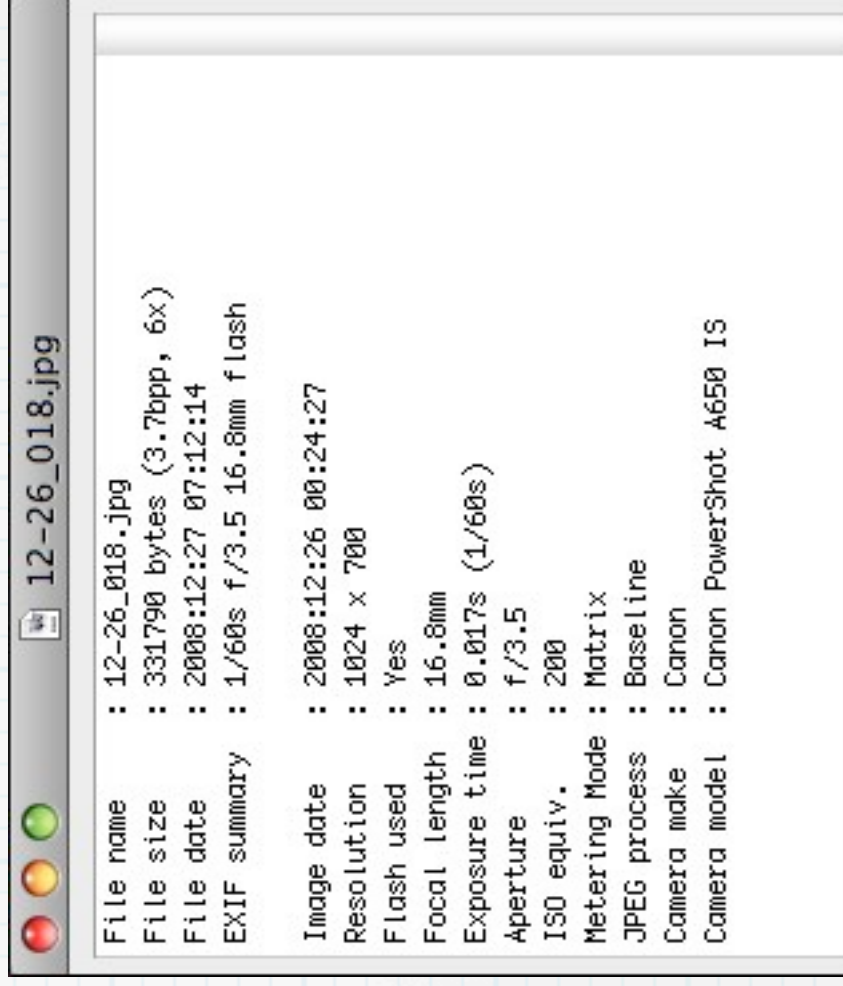 12-26_018.jpg
File name : 12-26_018.jpg
File size : 331790 bytes (3.7bpp, 6x)
File date : 2008:12:27 07:12:14
EXIF summary : 1/60s f/3.5 16.8mm flash
Image date : 2008:12:26 00:24:27
Resolution : 1024 x 700
Flash used : Yes
Focal length : 16.8mm
Exposure time : 0.017s (1/60s)
Aperture : f/3.5
ISO equiv. : 200
Metering Mode : Matrix
JPEG process : Baseline
Camera make : Canon
Camera model : Canon PowerShot A650 IS